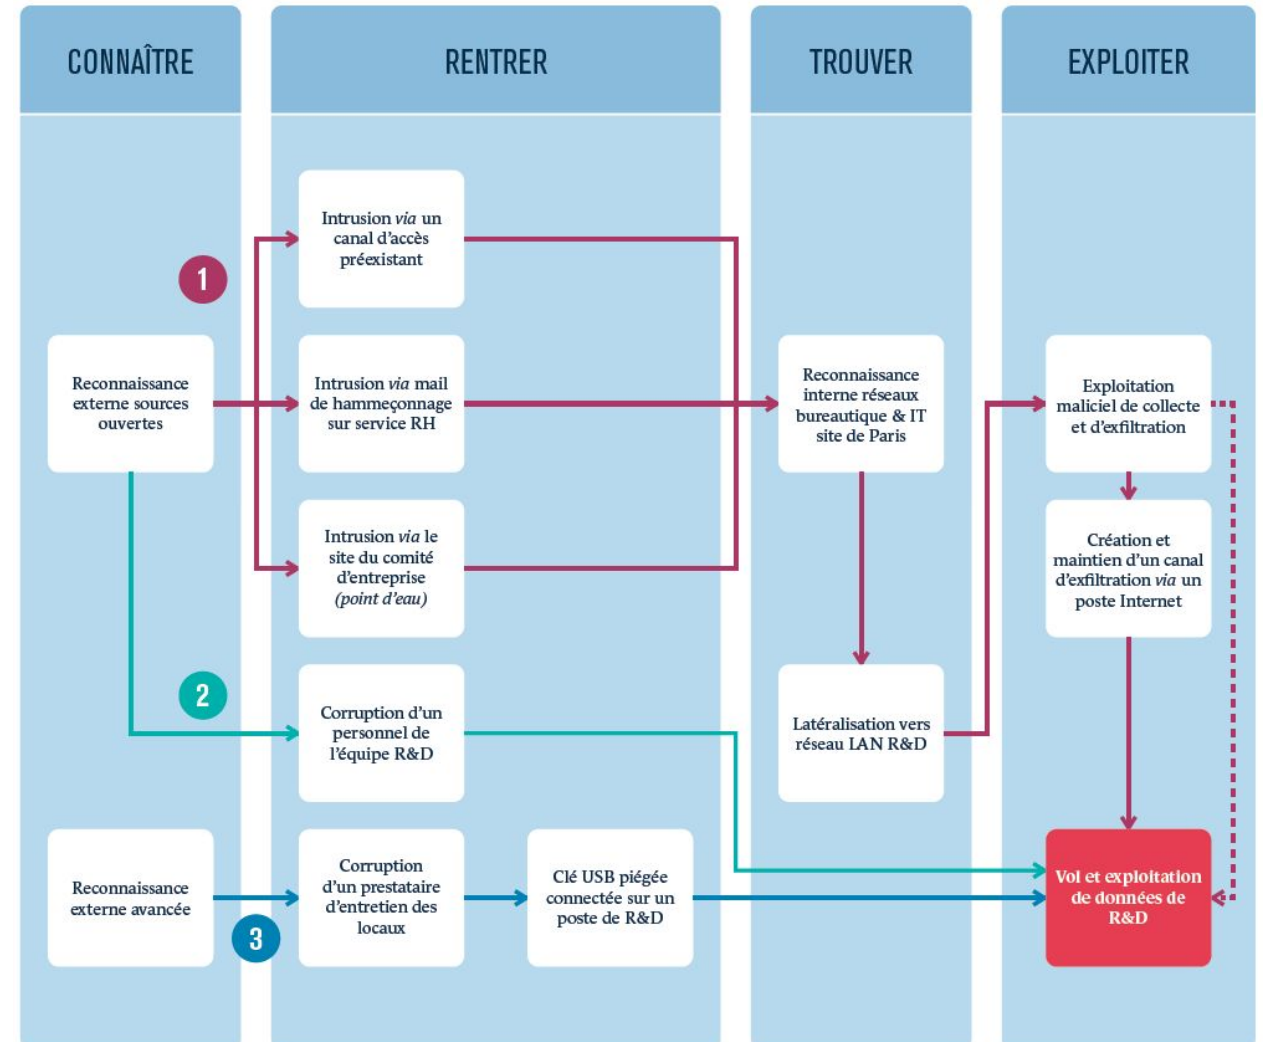 CONNAÎTRE
RENTRER
TROUVER
EXPLOITER
1
Reconnaissance
externe sources
ouvertes
2
Reconnaissance
externe avancée
3
Intrusion via un
canal d'accès
préexistant
Intrusion via mail
de hammeçonnage
sur service RH
Intrusion via le
site du comité
d'entreprise
(point d'eau)
Corruption d'un
personnel de
l'équipe R&D
Corruption
d'un prestataire
d'entretien des
locaux
Clé USB piégée
connectée sur un
poste de R&D
Reconnaissance
interne réseaux
bureautique & IT
site de Paris
Latéralisation vers
réseau LAN R&D
Exploitation
maliciel de collecte
et d'exfiltration
Création et
maintien d'un canal
d'exfiltration via un
poste Internet
Vol et exploitation
de données de
R&D